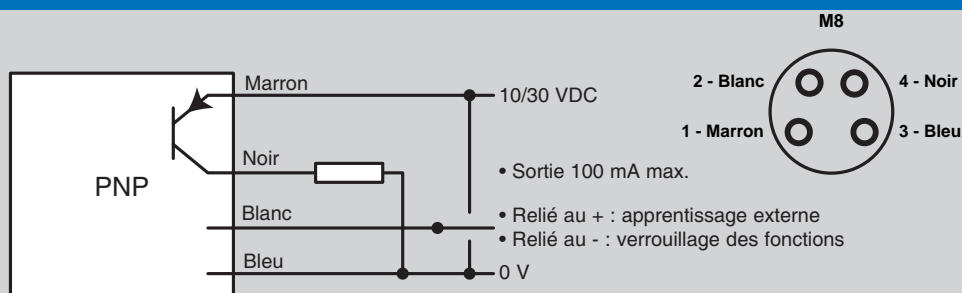 M8
2 - Blanc
4 - Noir
1 - Marron
3 - Bleu
Marron
10/30 VDC
Noir
• Sortie 100 mA max.
PNP
Blanc
• Relié au + : apprentissage externe
• Relié au - : verrouillage des fonctions
Bleu
0 V